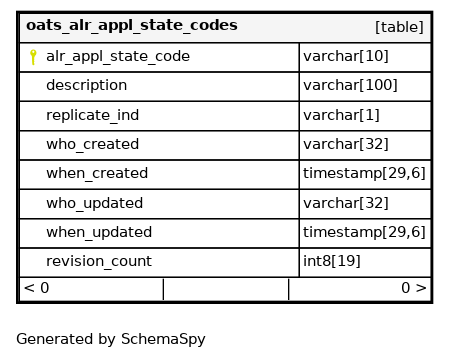 oats_alr_appl_state_codes [table]
alr_appl_state_code varchar[10]
description varchar[100]
replicate_ind varchar[1]
who_created varchar[32]
when_created timestamp[29,6]
who_updated varchar[32]
when_updated timestamp[29,6]
revision_count int8[19]
< 0 0 >
Generated by SchemaSpy